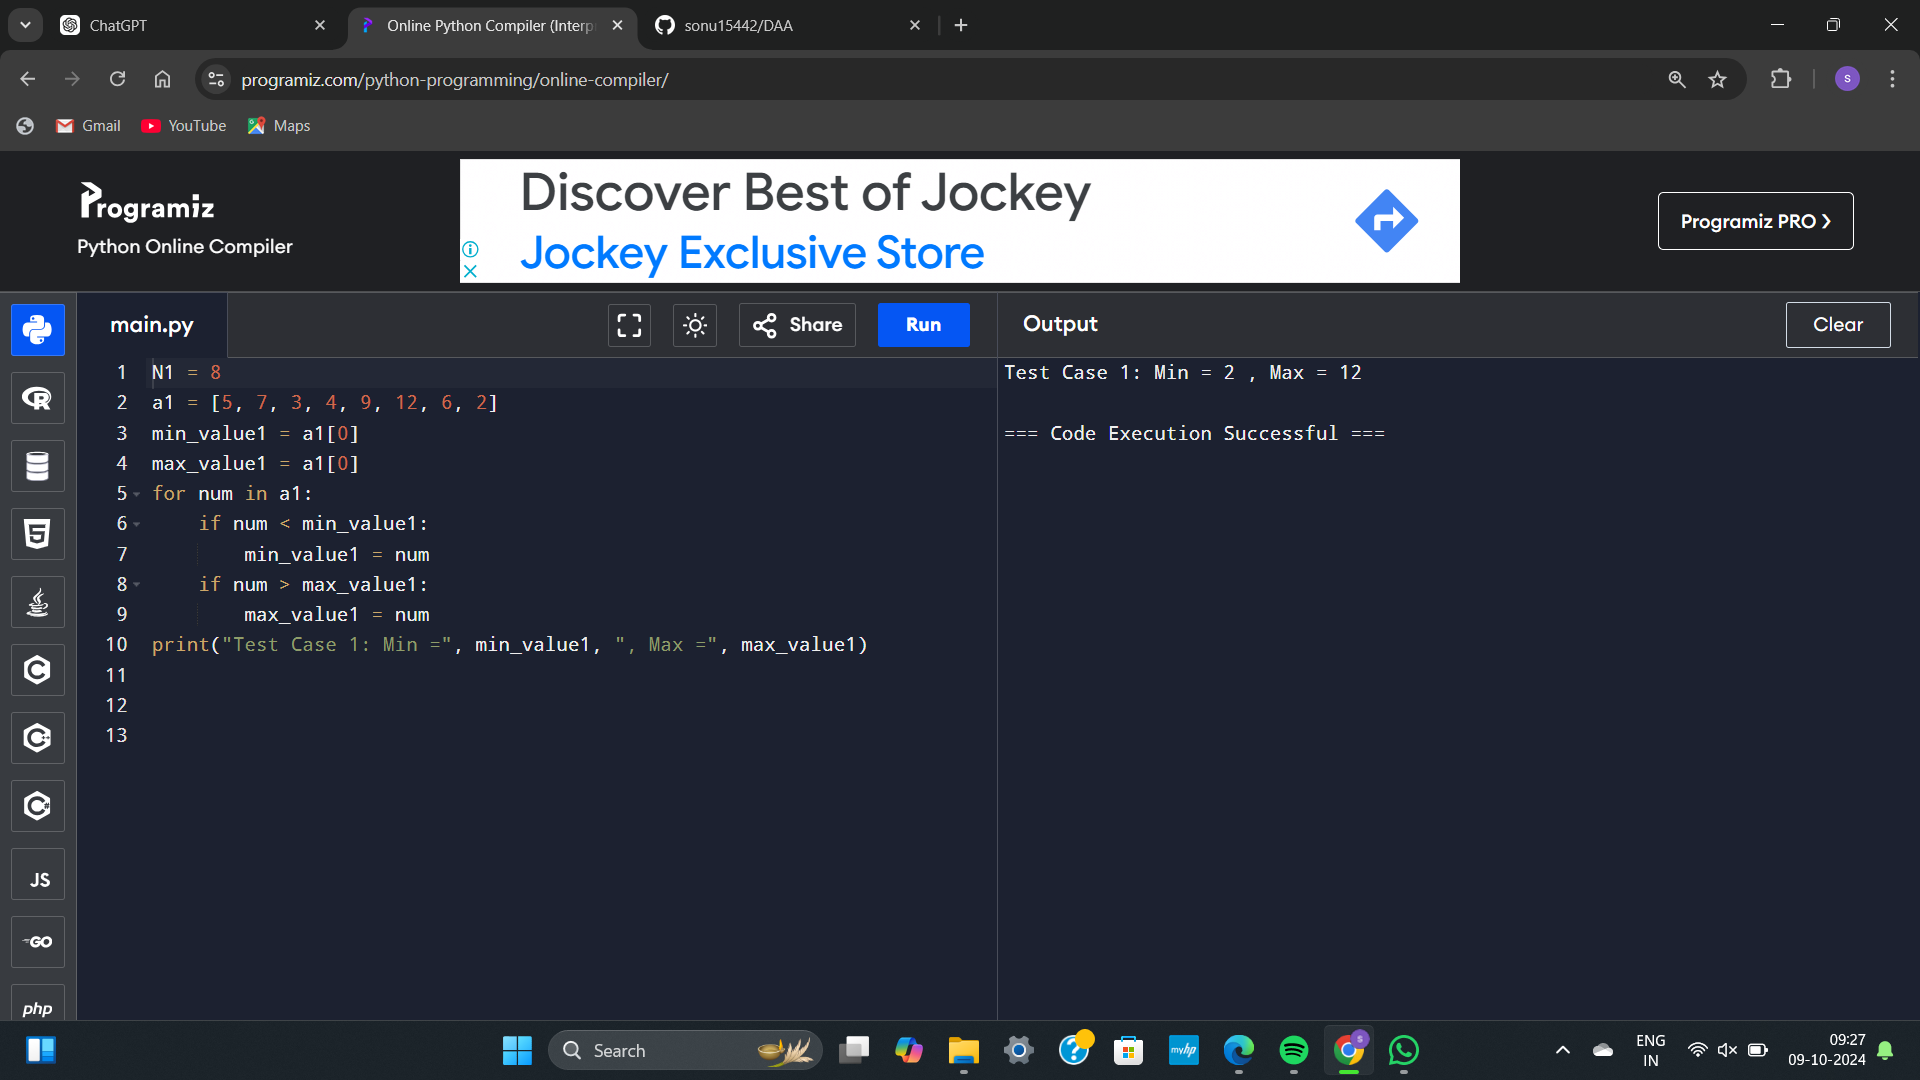 ChatGPT
Online Python Compiler (Interp
sonu15442/DAA
programiz.com/python-programming/online-compiler/
S
Gmail
YouTube
Maps
Programiz
Python Online Compiler
Discover Best of Jockey
Jockey Exclusive Store
Programiz PRO ›
main.py
Share
Run
Output
Clear
1 N1 = 8
2 a1 = [5, 7, 3, 4, 9, 12, 6, 2]
3 min_value1 = a1[0]
4 max_value1 = a1[0]
5 for num in a1:
6     if num < min_value1:
7         min_value1 = num
8     if num > max_value1:
9         max_value1 = num
10 print("Test Case 1: Min =", min_value1, ", Max =", max_value1)
11
12
13
Test Case 1: Min = 2 , Max = 12
=== Code Execution Successful ===
R
5
C
C++
C#
JS
GO
php
Search
?
myhp
S
ENG
IN
09:27
09-10-2024